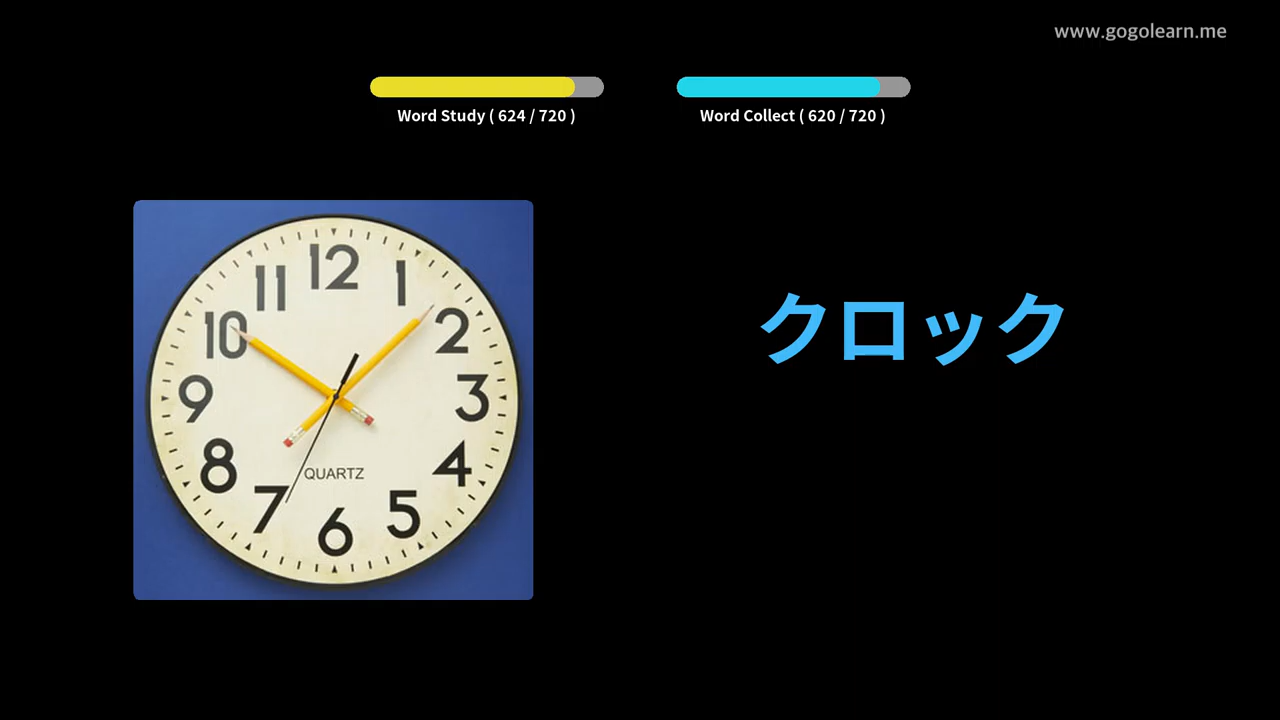 www.gogolearn.me
Word Study ( 624 / 720 )
Word Collect ( 620 / 720 )
クロック
12
11
1
10
2
9
3
8
4
7
5
6
QUARTZ